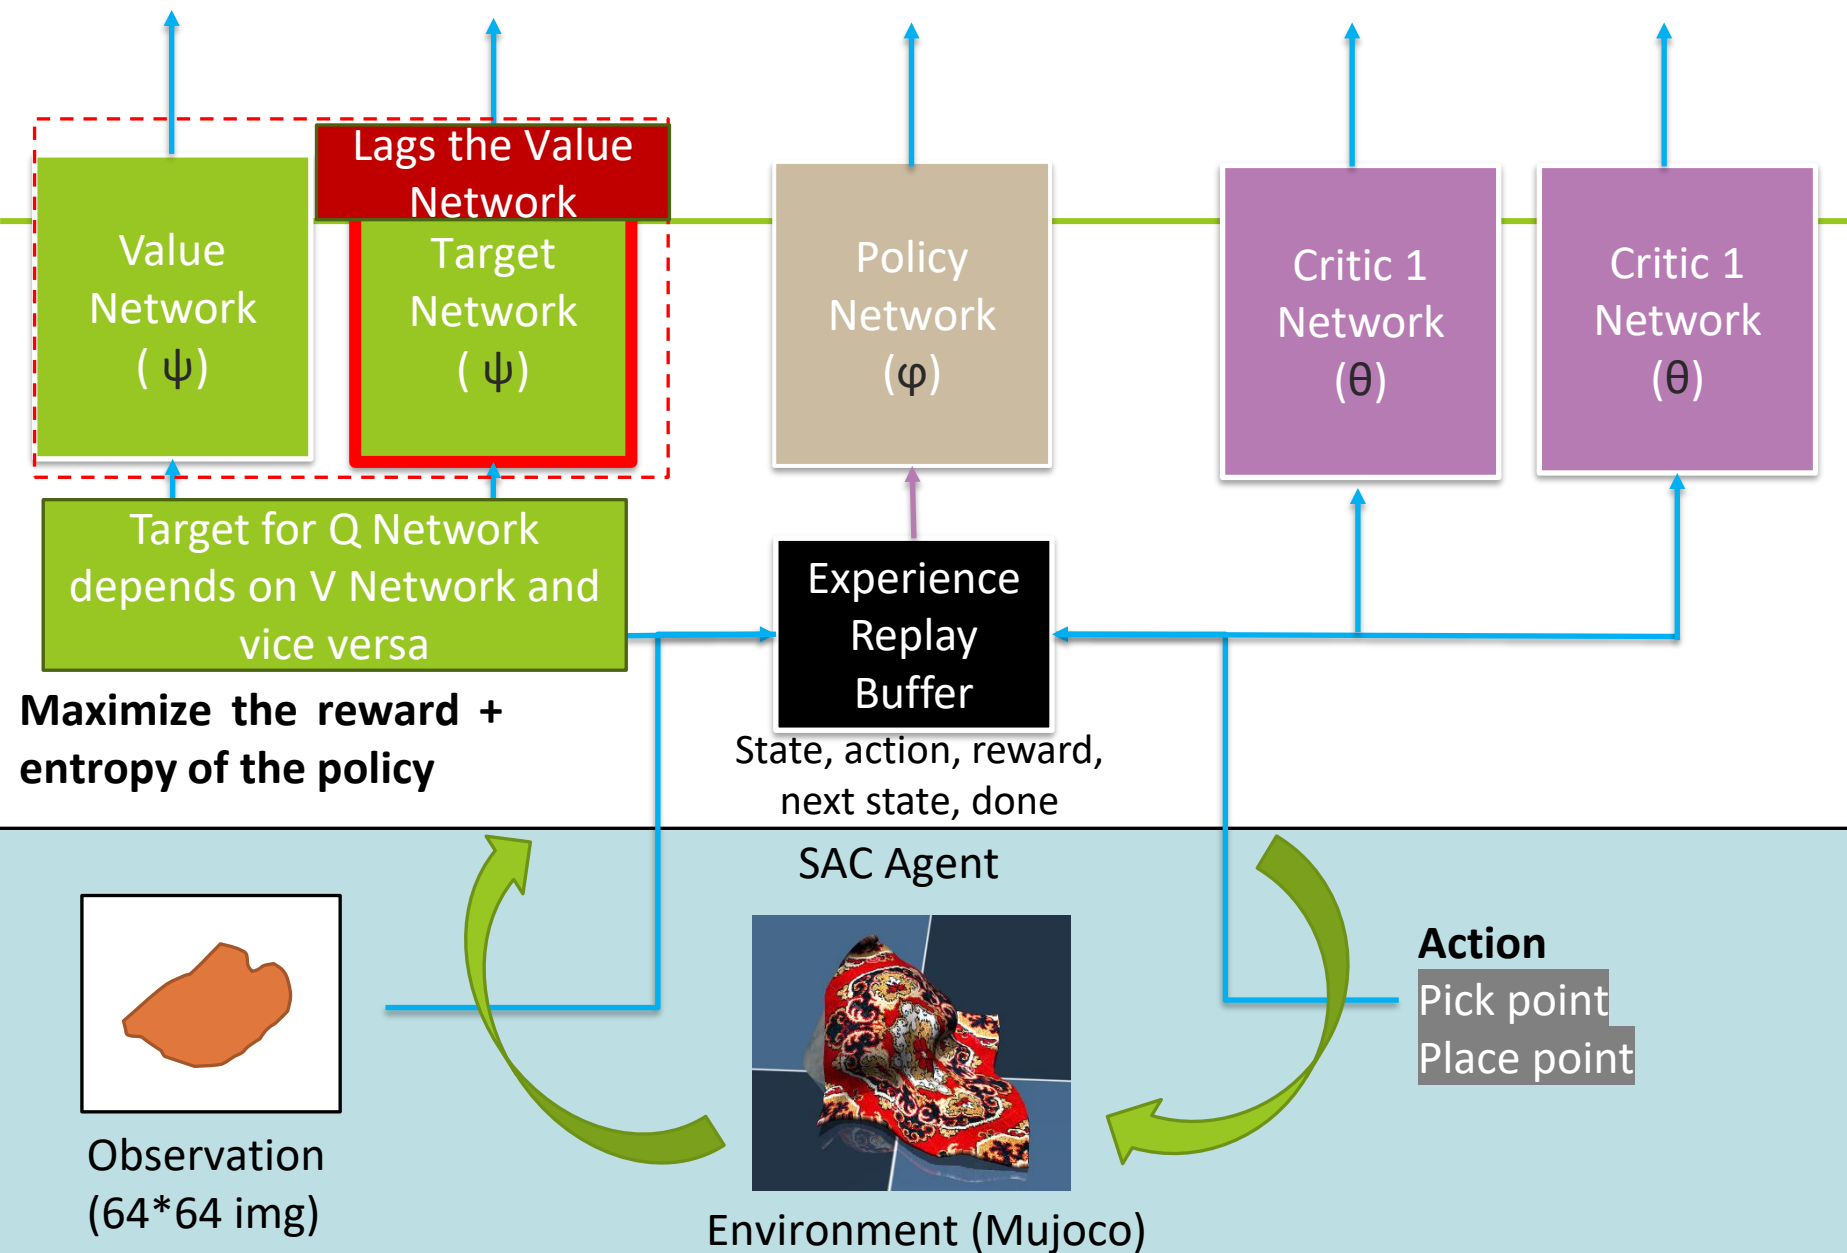 Lags the Value
Network
Value
Network
( ψ)
Target
Network
( ψ)
Policy
Network
(φ)
Critic 1
Network
(θ)
Critic 1
Network
(θ)
Target for Q Network
depends on V Network and
vice versa
Experience
Replay
Buffer
Maximize the reward +
entropy of the policy
State, action, reward,
next state, done
SAC Agent
Action
Pick point
Place point
Observation
(64*64 img)
Environment (Mujoco)